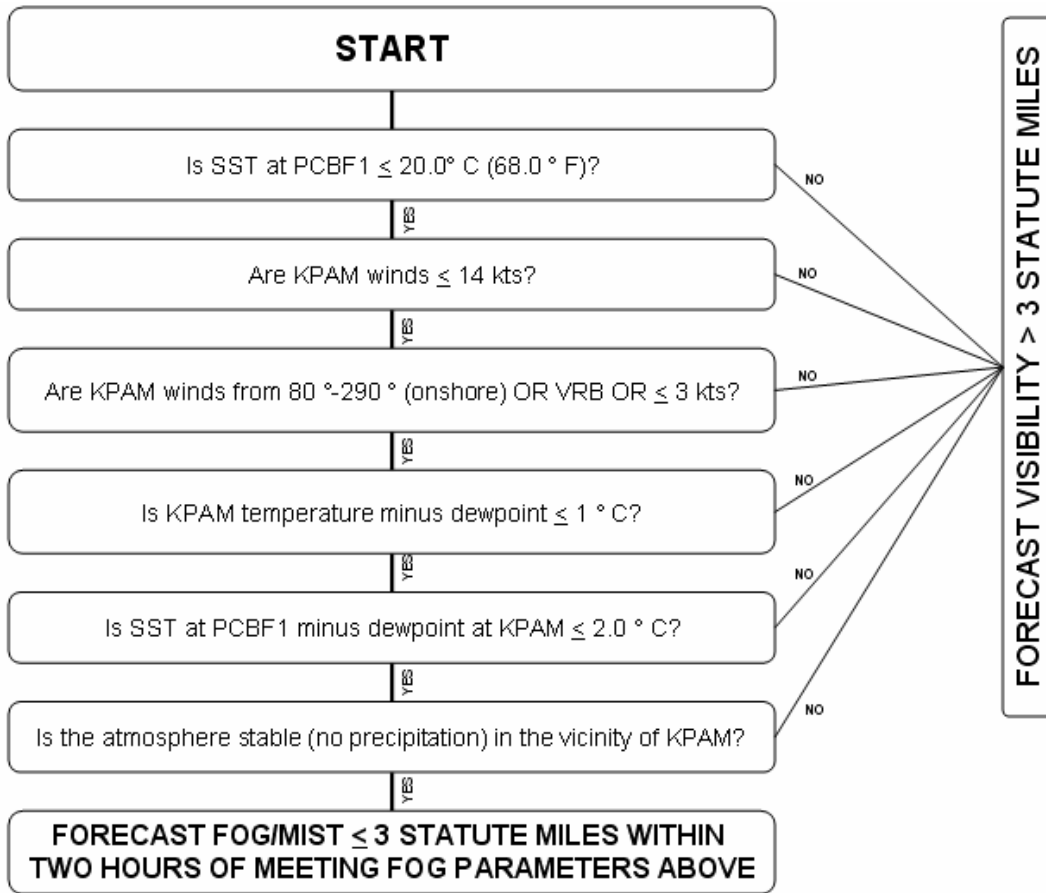 START
Is SST at PCBF1 ≤ 20.0° C (68.0 ° F)?
NO
YES
Are KPAM winds ≤ 14 kts?
NO
YES
Are KPAM winds from 80 °-290 ° (onshore) OR VRB OR ≤ 3 kts?
NO
YES
Is KPAM temperature minus dewpoint ≤ 1 ° C?
NO
YES
Is SST at PCBF1 minus dewpoint at KPAM ≤ 2.0 ° C?
NO
YES
Is the atmosphere stable (no precipitation) in the vicinity of KPAM?
NO
YES
FORECAST FOG/MIST ≤ 3 STATUTE MILES WITHIN
TWO HOURS OF MEETING FOG PARAMETERS ABOVE
FORECAST VISIBILITY > 3 STATUTE MILES